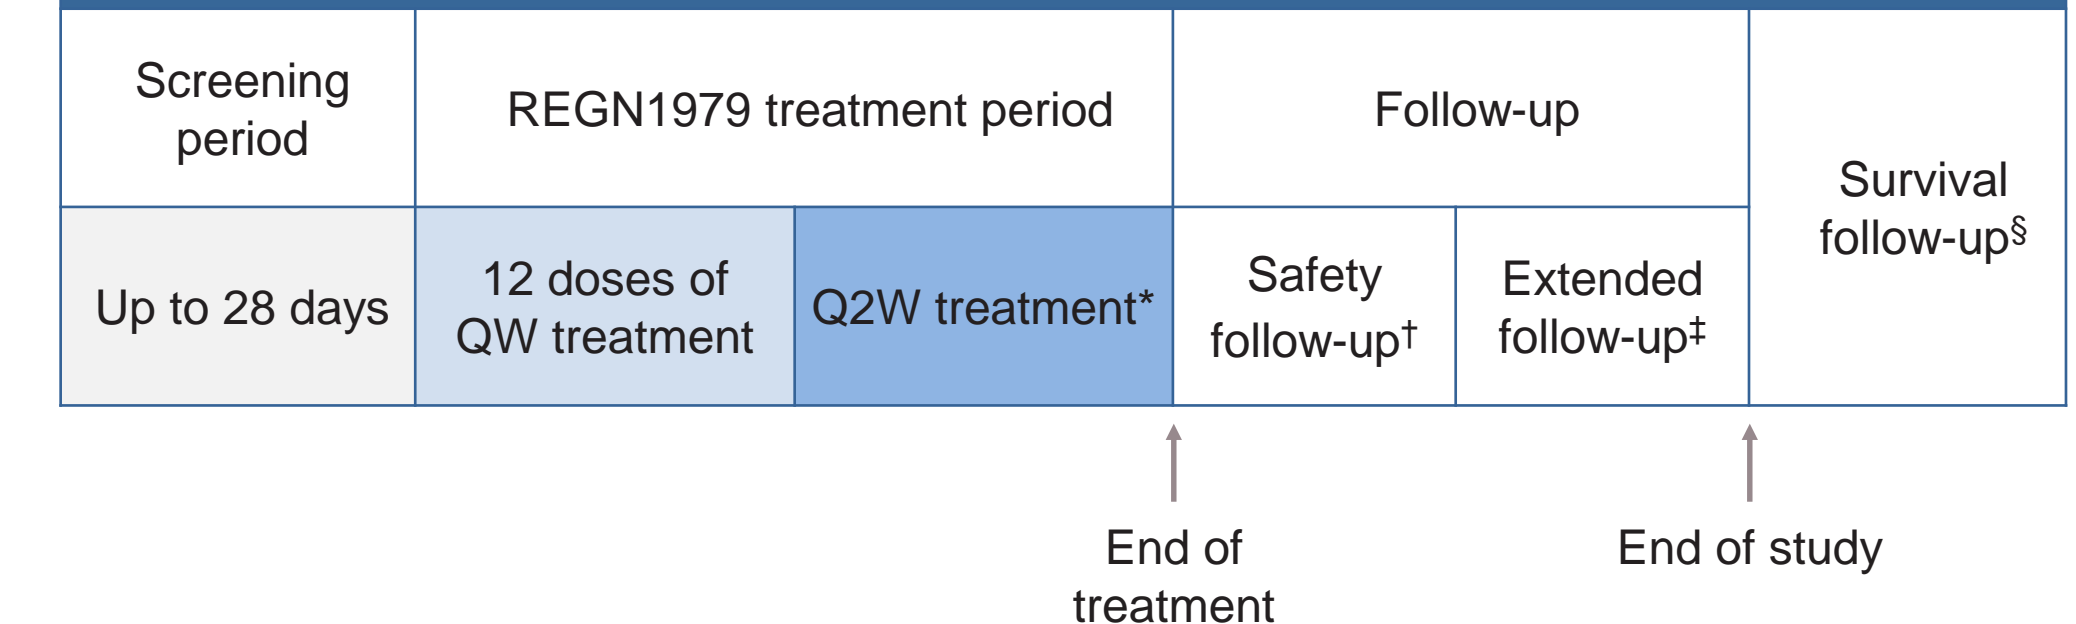 Screening
period
REGN1979 treatment period
Follow-up
Survival
follow-up§
Up to 28 days
12 doses of
QW treatment
Q2W treatment*
Safety
follow-up†
Extended
follow-up‡
End of
treatment
End of study